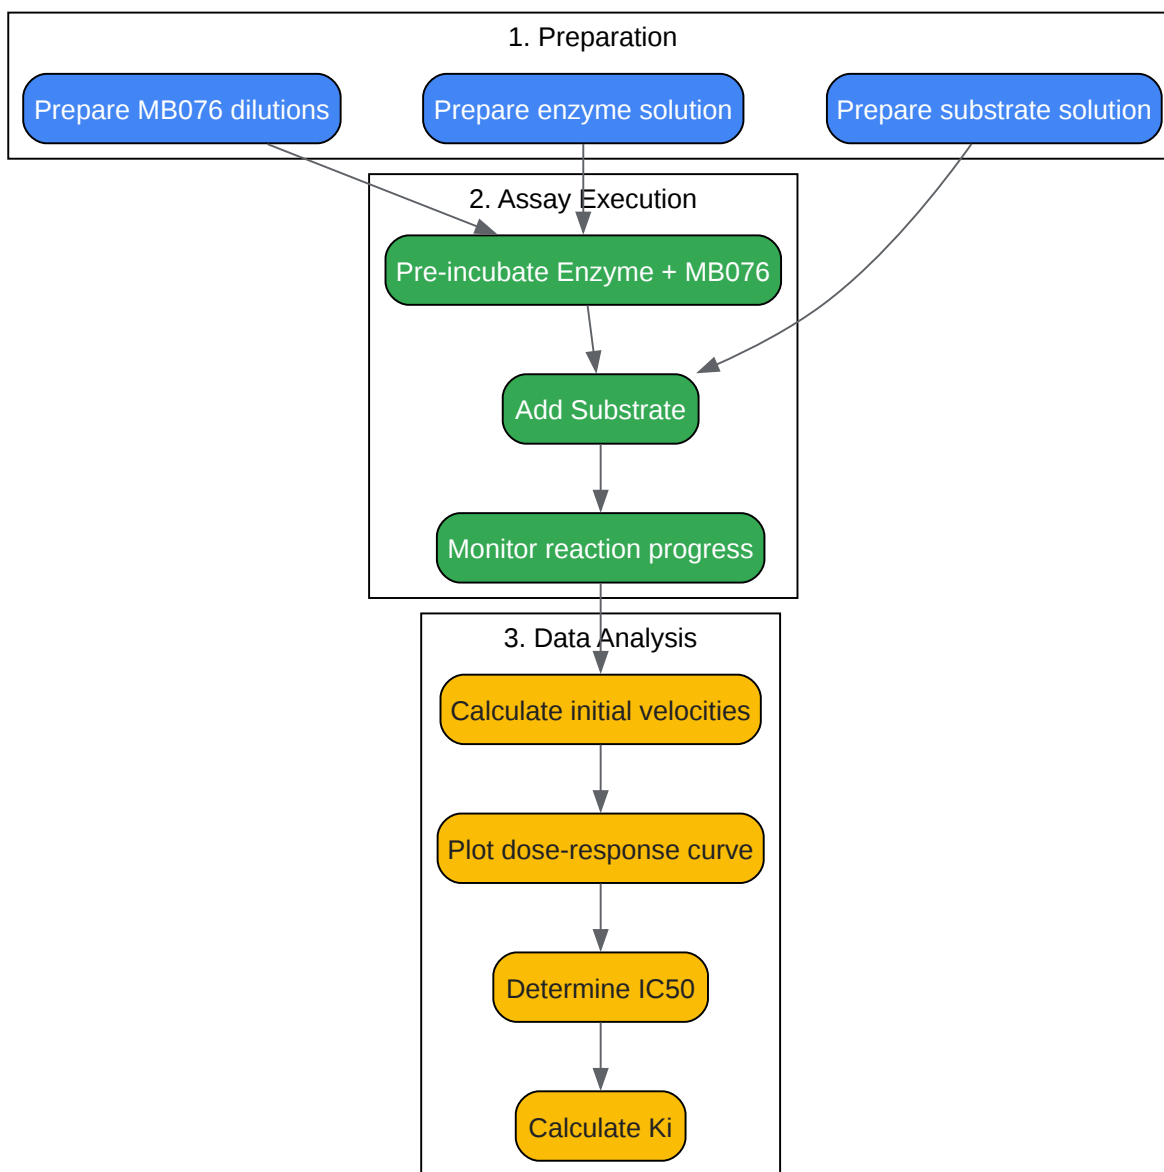 1. Preparation
Prepare MB076 dilutions
Prepare enzyme solution
Prepare substrate solution
2. Assay Execution
Pre-incubate Enzyme + MB076
Add Substrate
Monitor reaction progress
3. Data Analysis
Calculate initial velocities
Plot dose-response curve
Determine IC50
Calculate Ki